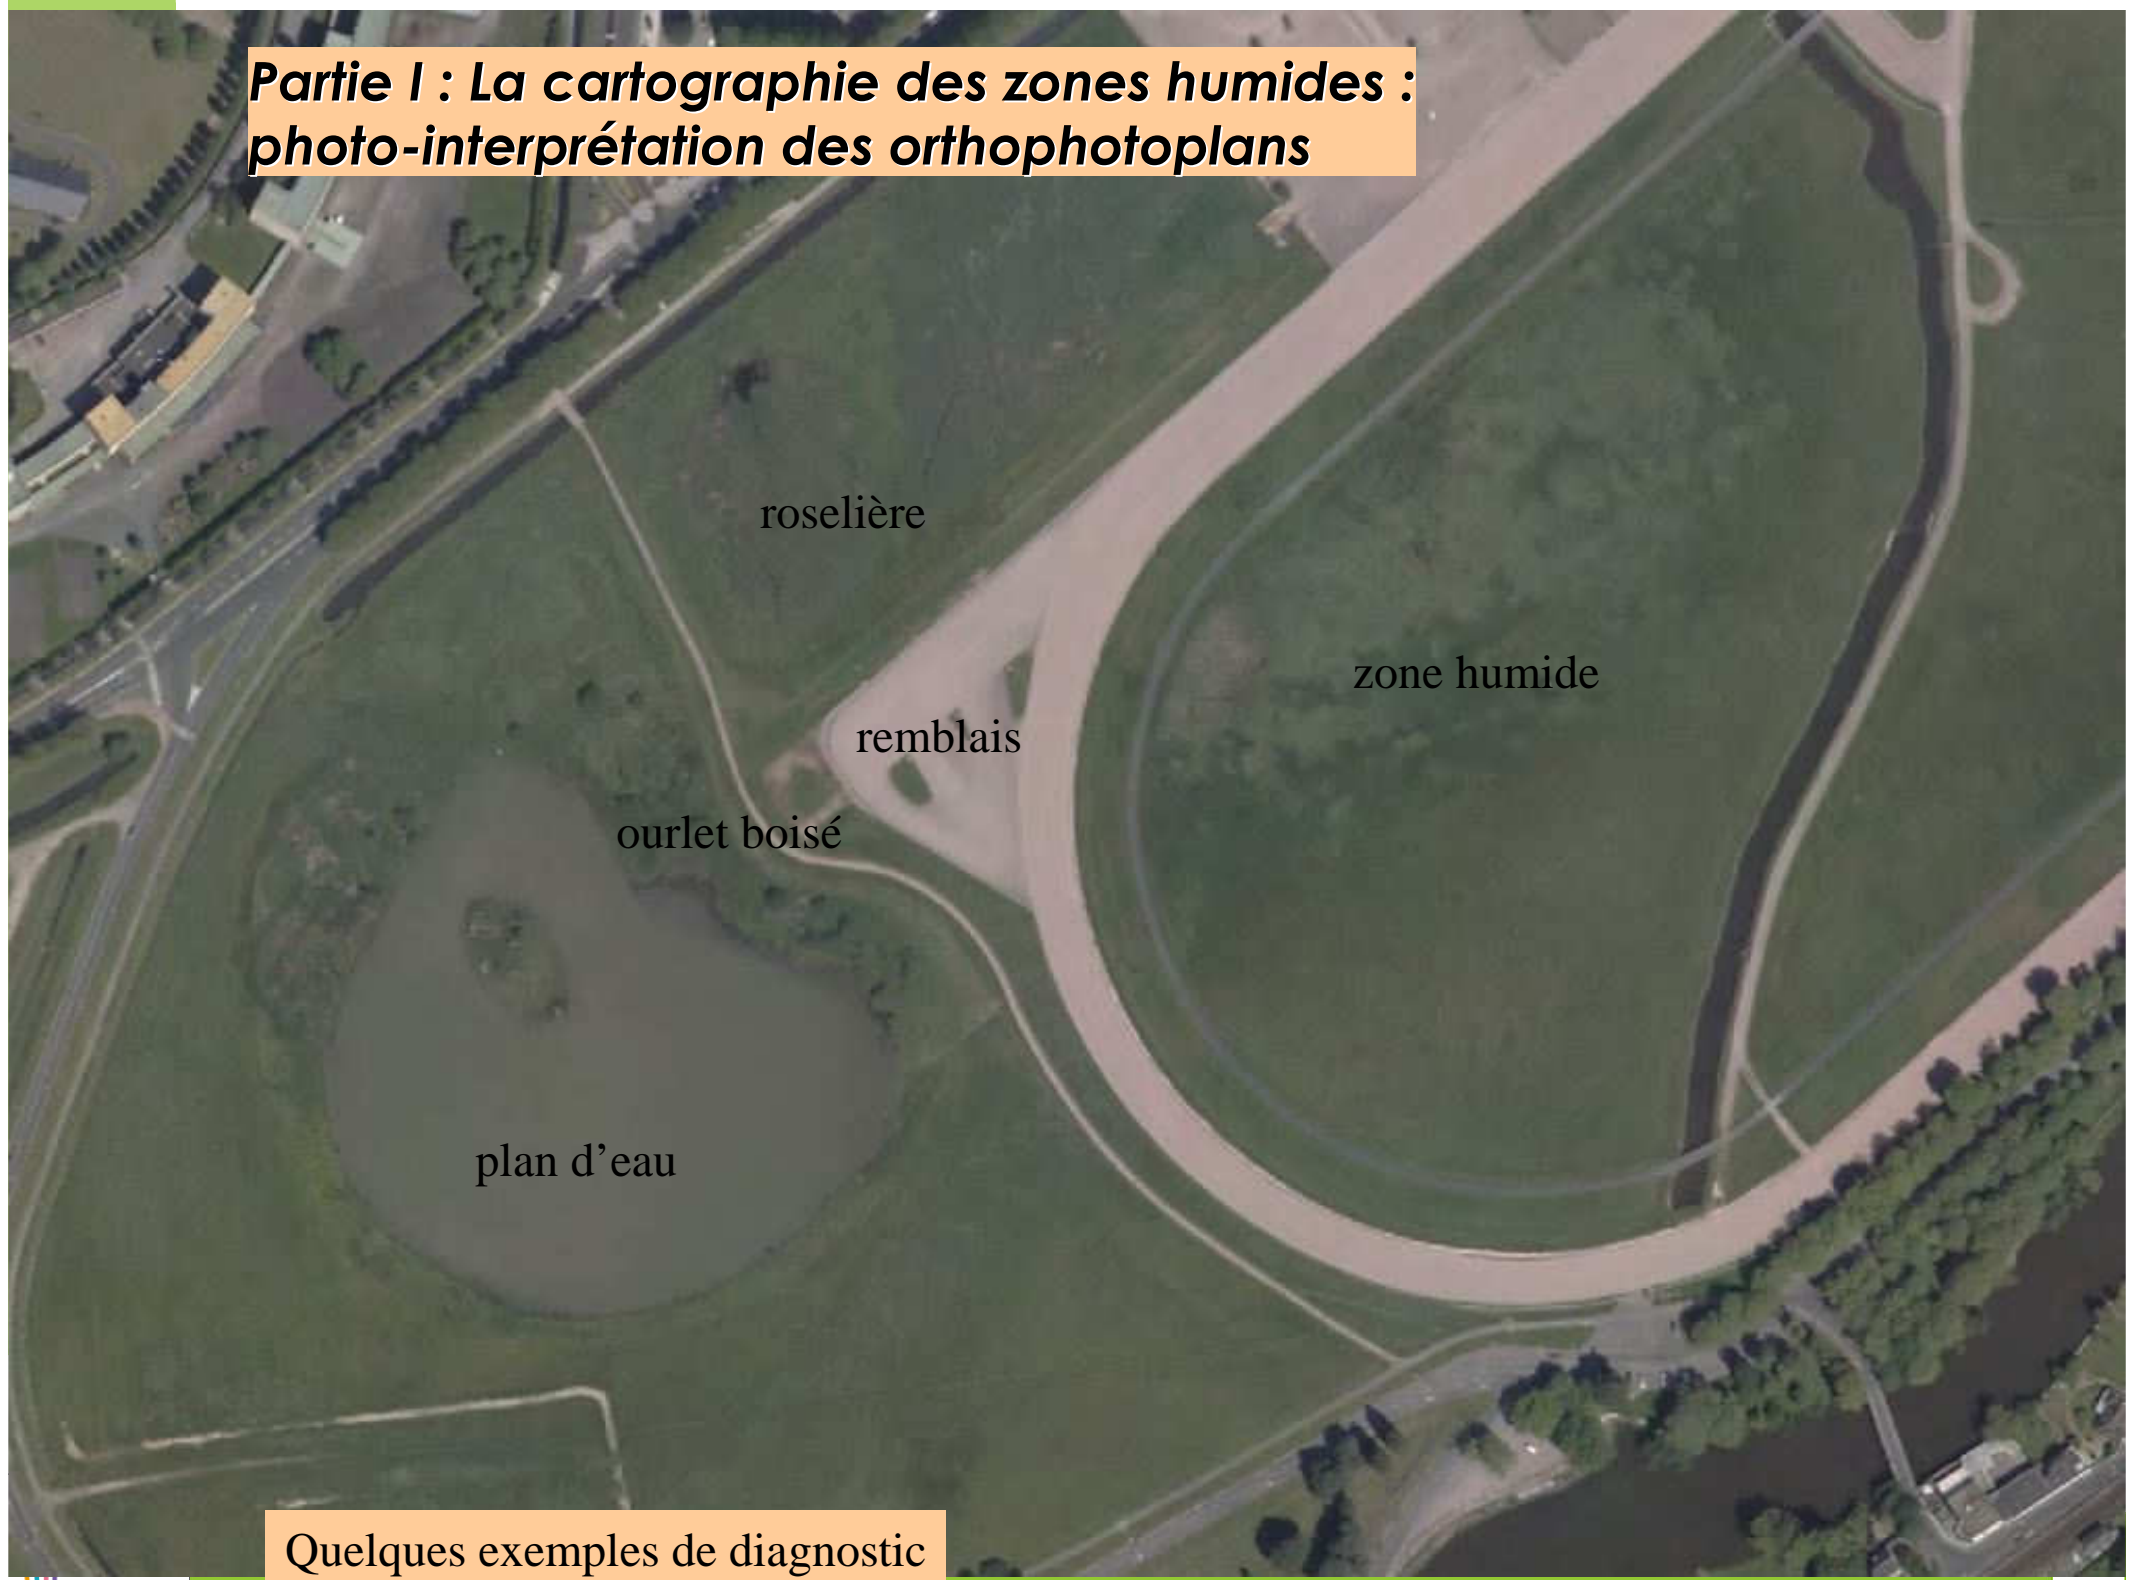 Partie I : La cartographie des zones humides :
photo-interprétation des orthophotoplans
roselière
zone humide
remblais
ourlet boisé
plan d’eau
Quelques exemples de diagnostic